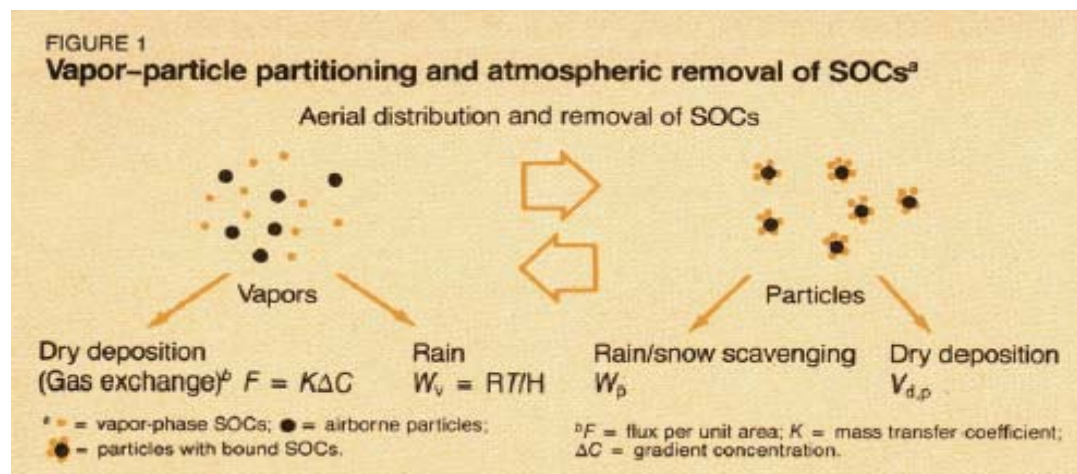 FIGURE 1
Vapor–particle partitioning and atmospheric removal of SOCsᵃ
Aerial distribution and removal of SOCs
Vapors
Particles
Dry deposition
(Gas exchange)ᵇ F = KΔC
Rain
Wᵥ = RT/H
Rain/snow scavenging
Wₚ
Dry deposition
V_d,p
ᵃ = vapor-phase SOCs; = airborne particles;
= particles with bound SOCs.
ᵇF = flux per unit area; K = mass transfer coefficient;
ΔC = gradient concentration.